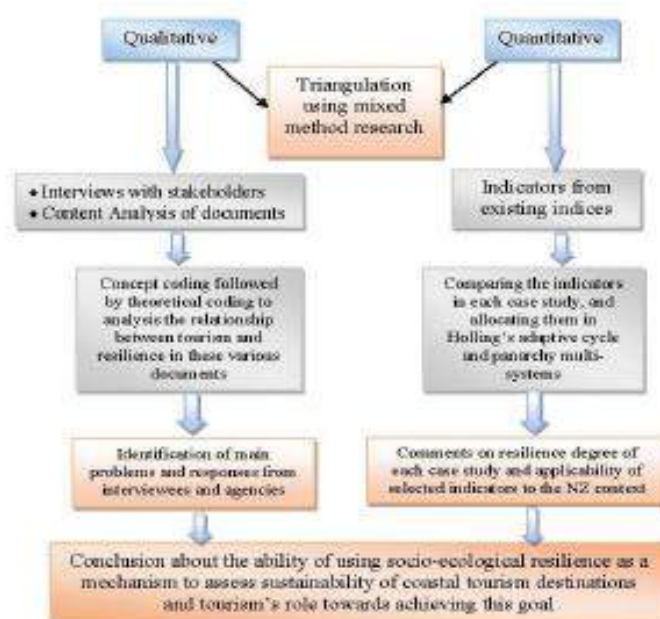 Qualitative
Quantitative
Triangulation
using mixed
method research
• Interviews with stakeholders
• Content Analysis of documents
Indicators from
existing indices
Concept coding followed
by theoretical coding to
analysis the relationship
between tourism and
resilience in these various
documents
Comparing the indicators
in each case study, and
allocating them in
Holling's adaptive cycle
and panarchy multi-
systems
Identification of main
problems and responses from
interviewees and agencies
Comments on resilience degree of
each case study and applicability of
selected indicators to the NZ context
Conclusion about the ability of using socio-ecological resilience as a
mechanism to assess sustainability of coastal tourism destinations
and tourism's role towards achieving this goal